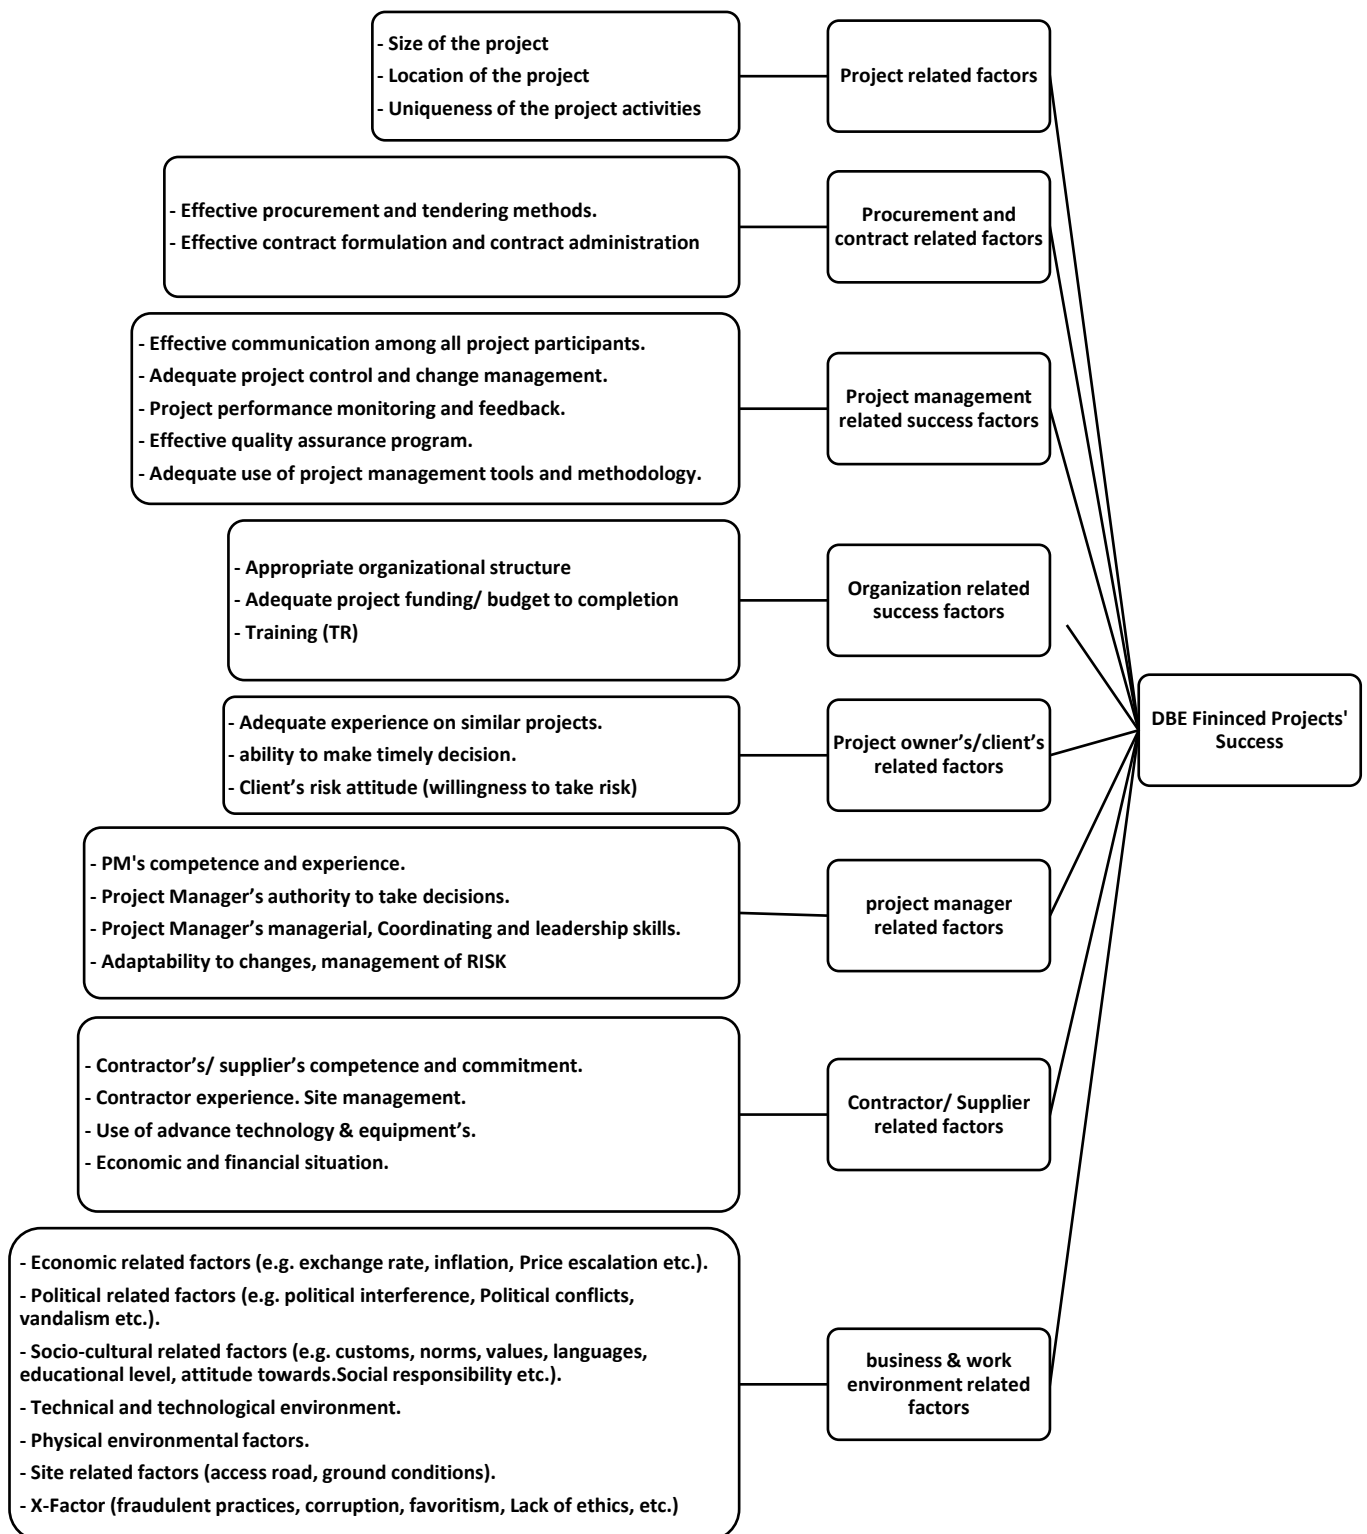 - Size of the project
- Location of the project
- Uniqueness of the project activities
Project related factors
- Effective procurement and tendering methods.
- Effective contract formulation and contract administration
Procurement and
contract related factors
- Effective communication among all project participants.
- Adequate project control and change management.
- Project performance monitoring and feedback.
- Effective quality assurance program.
- Adequate use of project management tools and methodology.
Project management
related success factors
- Appropriate organizational structure
- Adequate project funding/ budget to completion
- Training (TR)
Organization related
success factors
- Adequate experience on similar projects.
- ability to make timely decision.
- Client’s risk attitude (willingness to take risk)
Project owner’s/client’s
related factors
DBE Fininced Projects'
Success
- PM's competence and experience.
- Project Manager’s authority to take decisions.
- Project Manager’s managerial, Coordinating and leadership skills.
- Adaptability to changes, management of RISK
project manager
related factors
- Contractor’s/ supplier’s competence and commitment.
- Contractor experience. Site management.
- Use of advance technology & equipment’s.
- Economic and financial situation.
Contractor/ Supplier
related factors
- Economic related factors (e.g. exchange rate, inflation, Price escalation etc.).
- Political related factors (e.g. political interference, Political conflicts,
vandalism etc.).
- Socio-cultural related factors (e.g. customs, norms, values, languages,
educational level, attitude towards.Social responsibility etc.).
- Technical and technological environment.
- Physical environmental factors.
- Site related factors (access road, ground conditions).
- X-Factor (fraudulent practices, corruption, favoritism, Lack of ethics, etc.)
business & work
environment related
factors